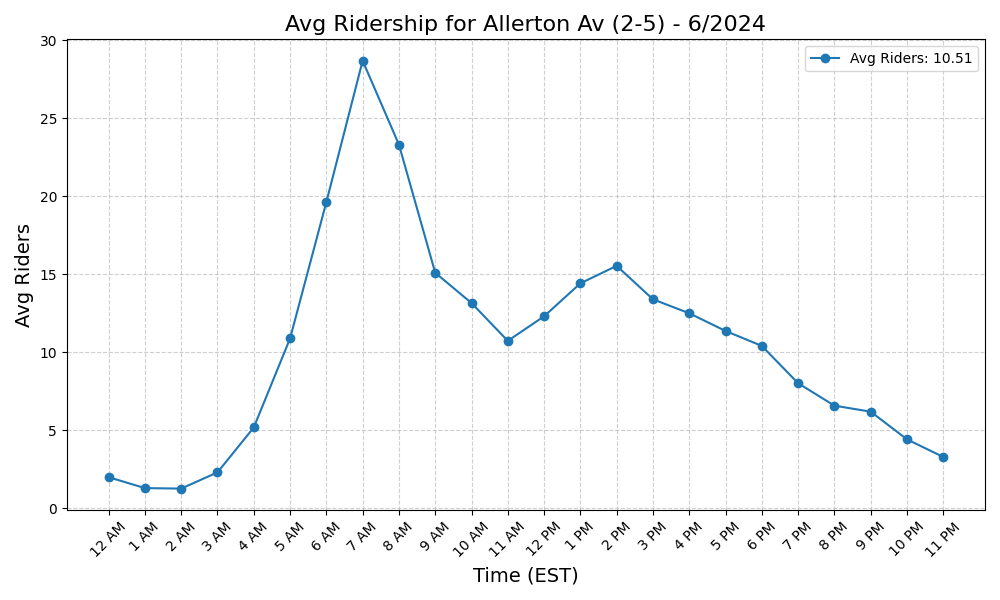 Avg Ridership for Allerton Av (2-5) - 6/2024
Avg Riders: 10.51
Avg Riders
30
25
20
15
10
5
0
12 AM
1 AM
2 AM
3 AM
4 AM
5 AM
6 AM
7 AM
8 AM
9 AM
10 AM
11 AM
12 PM
1 PM
2 PM
3 PM
4 PM
5 PM
6 PM
7 PM
8 PM
9 PM
10 PM
11 PM
Time (EST)